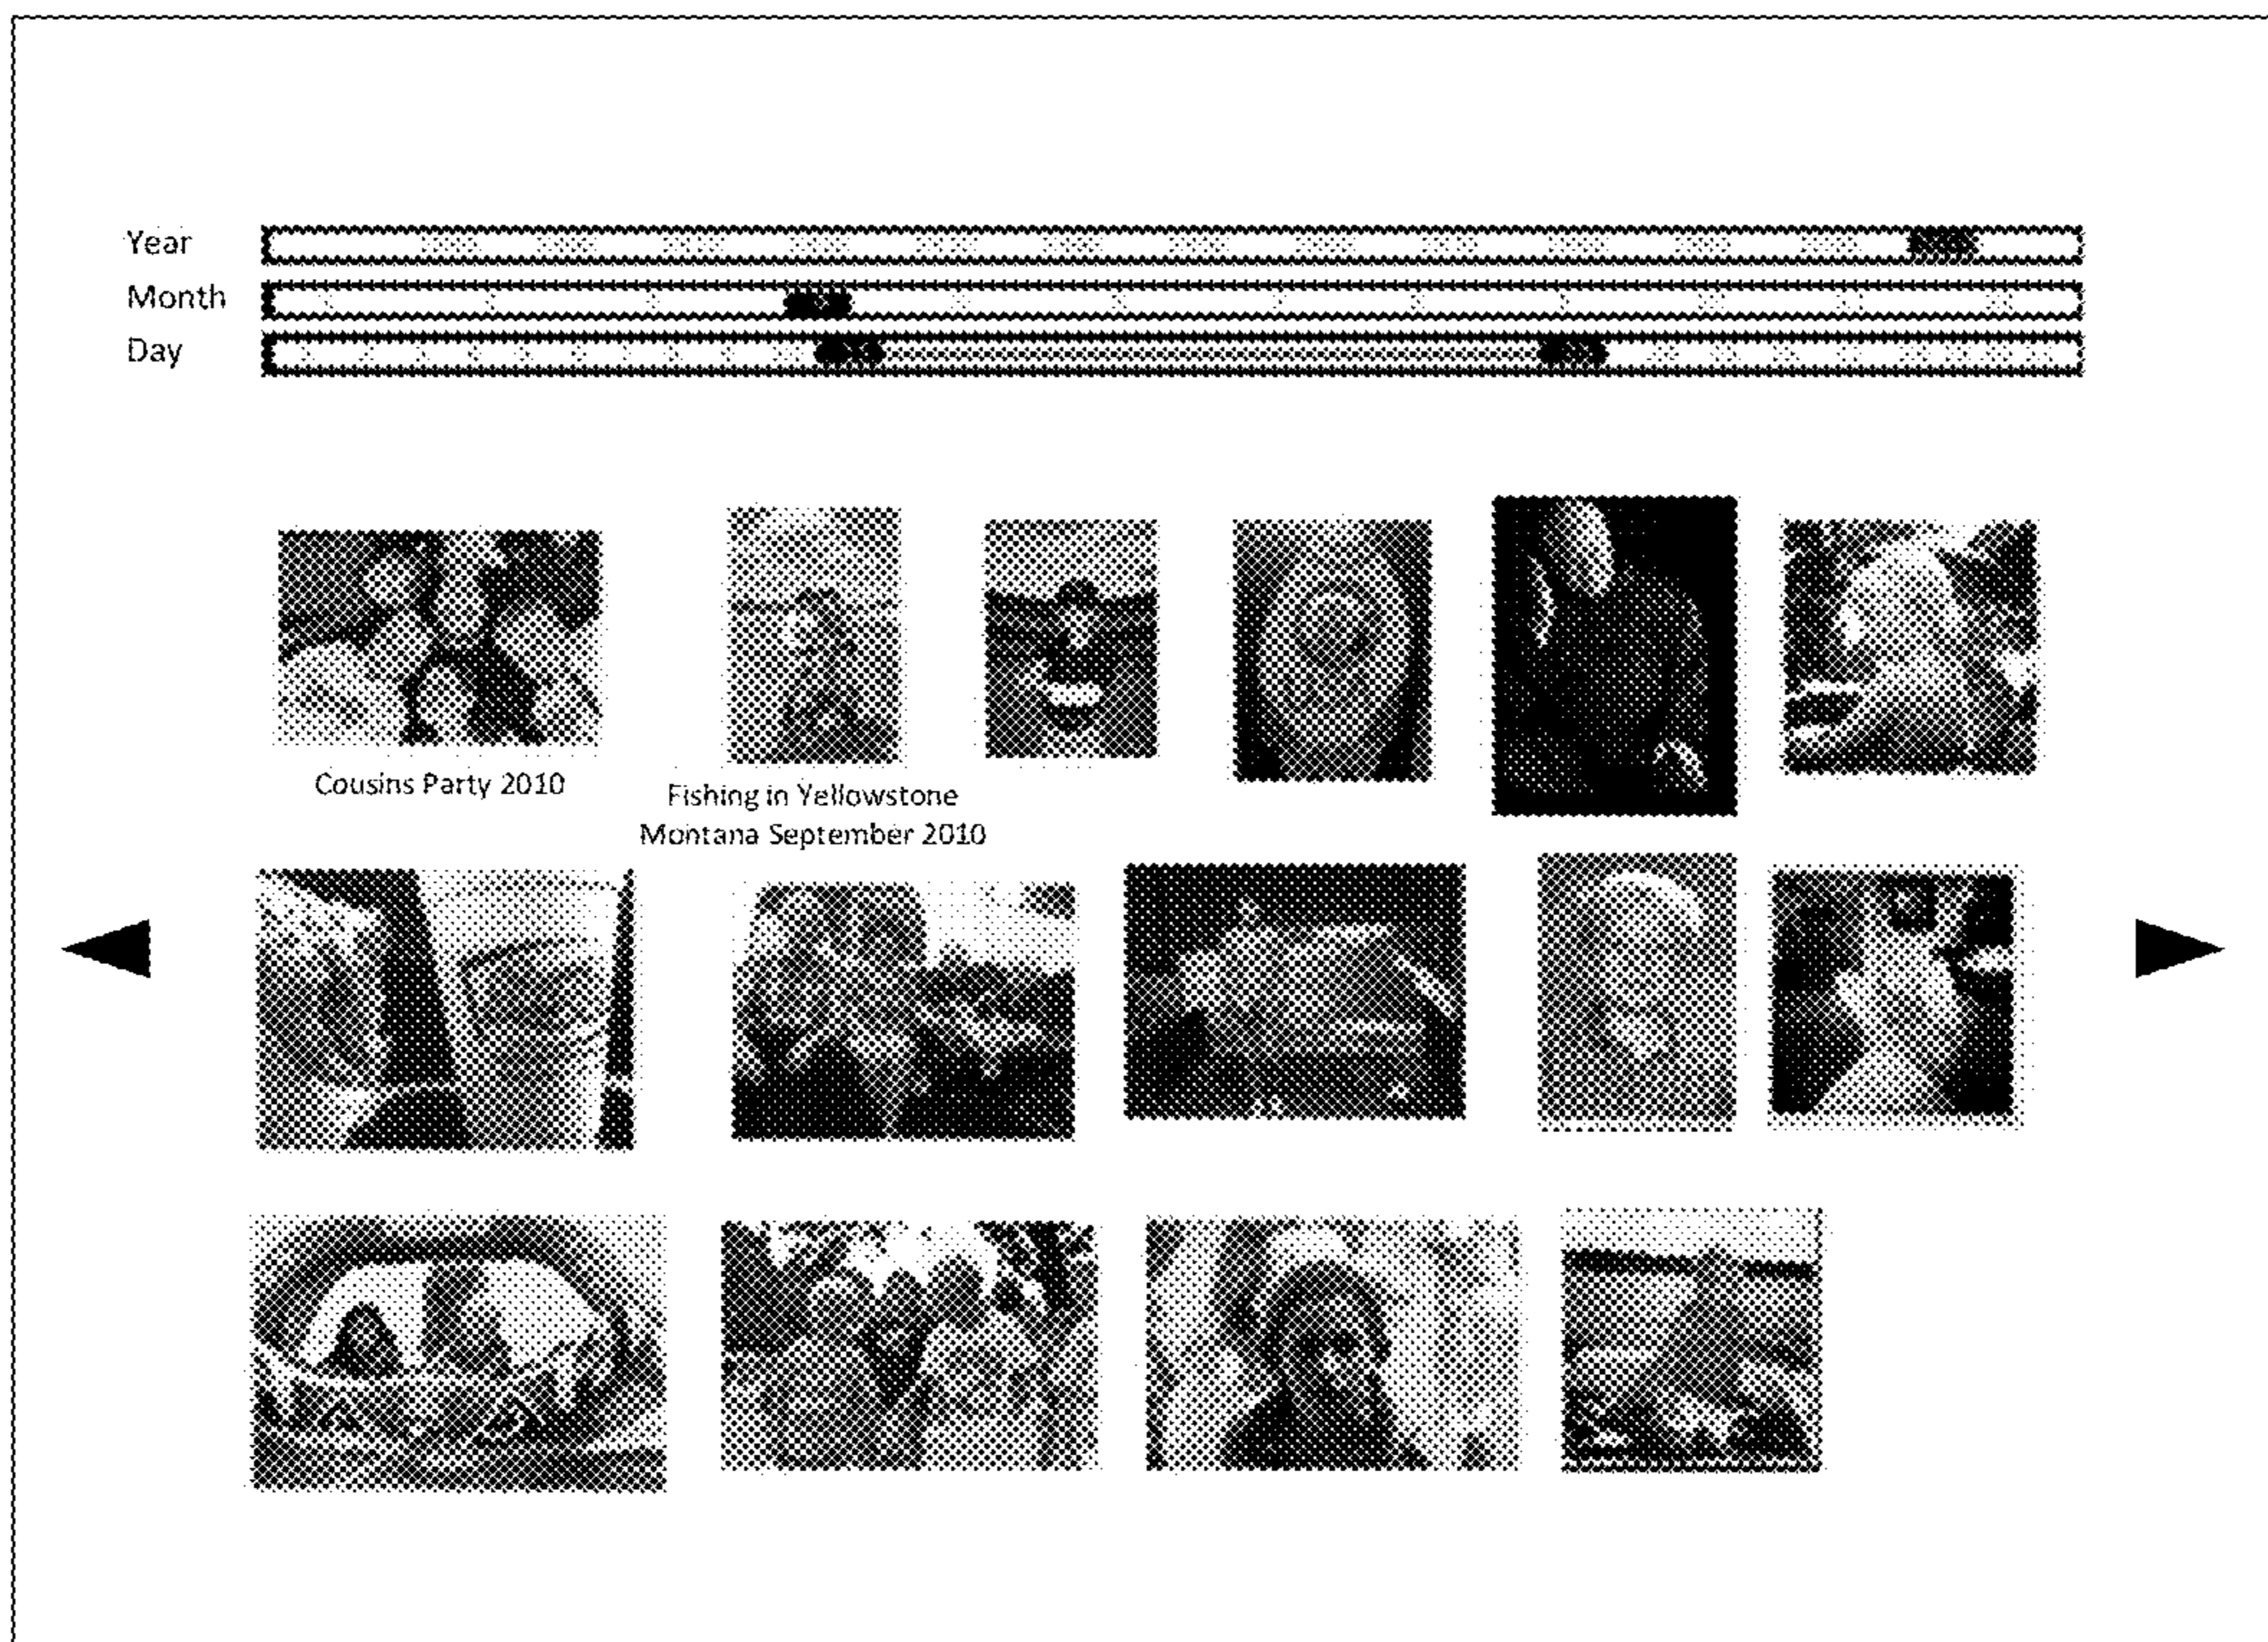 Year
Month
Day
Cousins Party 2010
Fishing in Yellowstone
Montana September 2010